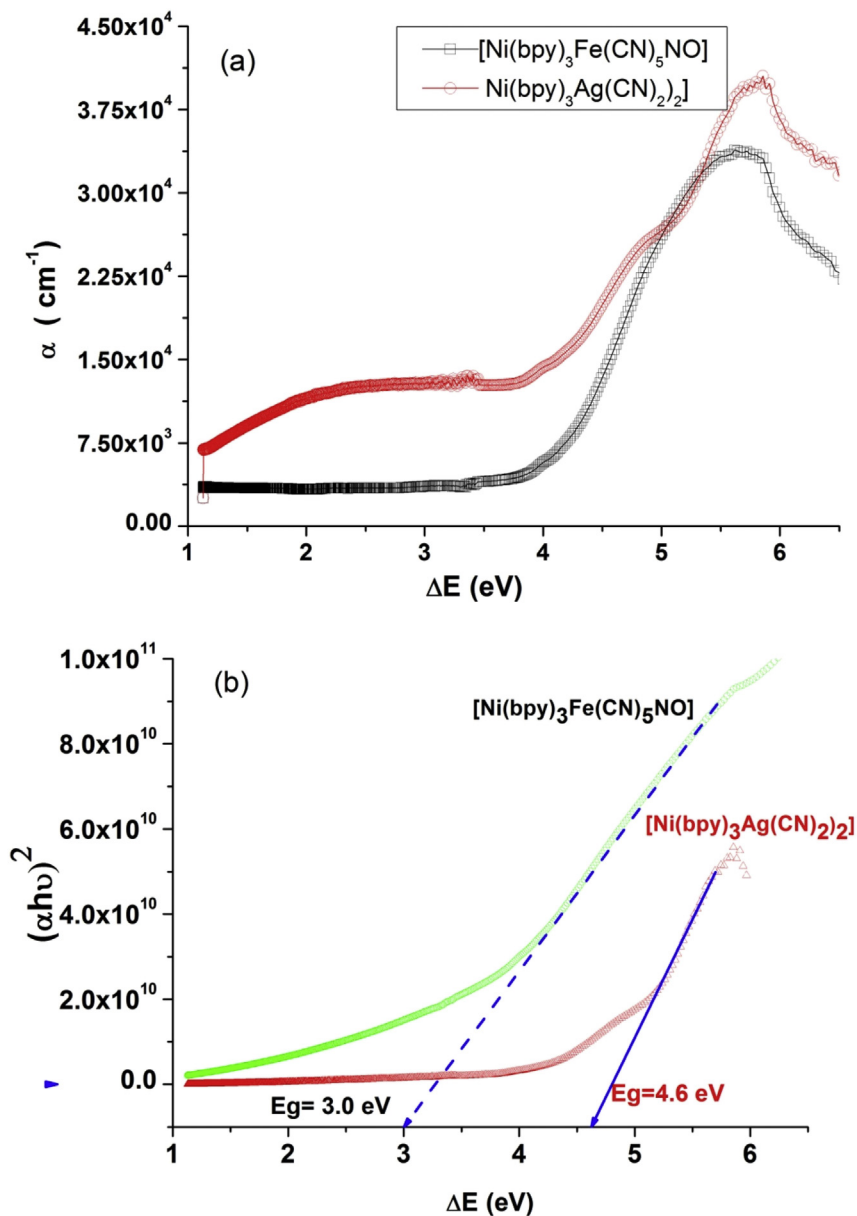 (a)
[Ni(bpy)₃Fe(CN)₅NO]
Ni(bpy)₃Ag(CN)₂)₂]
4.50x10⁴
3.75x10⁴
3.00x10⁴
2.25x10⁴
1.50x10⁴
7.50x10³
0.00
α ( cm⁻¹)
1 2 3 4 5 6
ΔE (eV)
(b)
[Ni(bpy)₃Fe(CN)₅NO]
[Ni(bpy)₃Ag(CN)₂)₂]
1.0x10¹¹
8.0x10¹⁰
6.0x10¹⁰
4.0x10¹⁰
2.0x10¹⁰
0.0
(αhυ)²
Eg= 3.0 eV
Eg=4.6 eV
1 2 3 4 5 6 7
ΔE (eV)